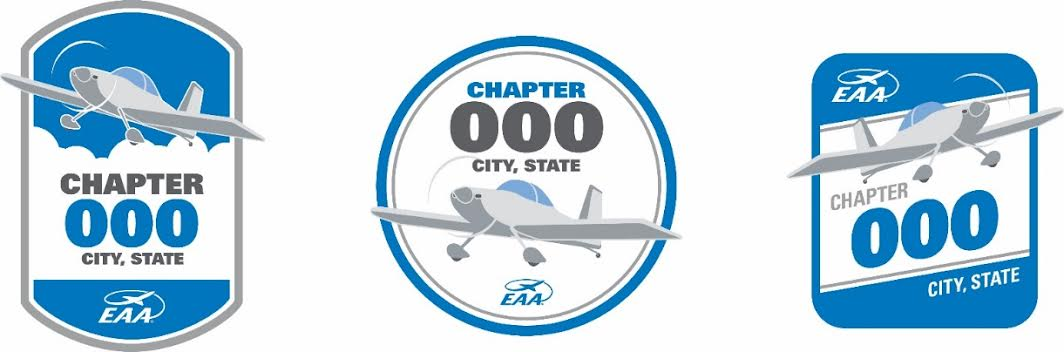 CHAPTER
000
CITY, STATE
EAA
CHAPTER
000
CITY, STATE
EAA
EAA
CHAPTER
000
CITY, STATE